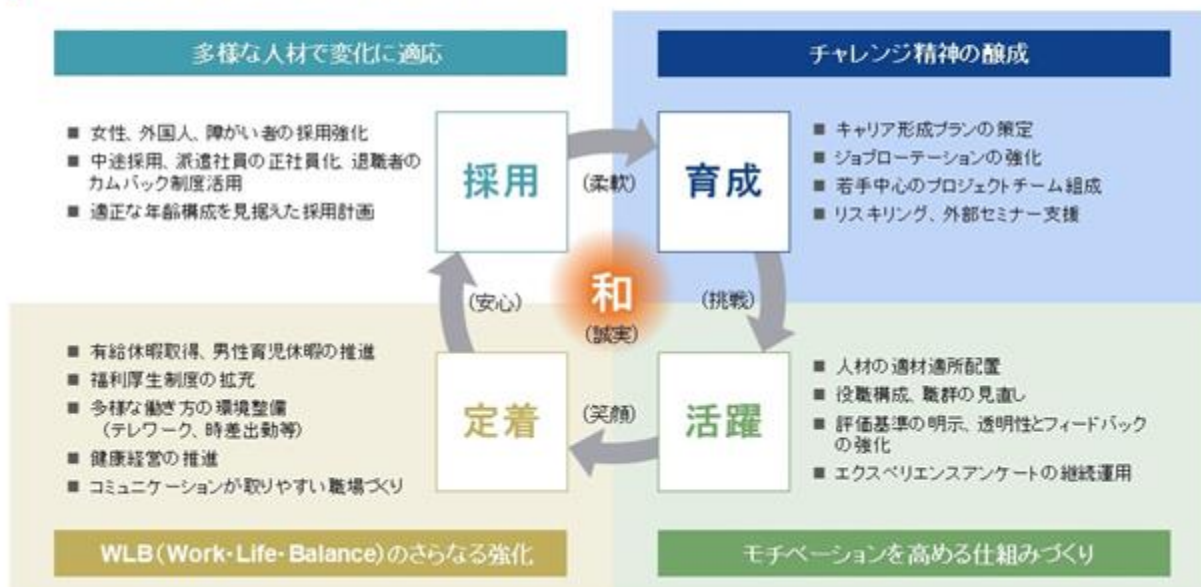 多様な人材で変化に適応
■ 女性、外国人、障がい者の採用強化
■ 中途採用、派遣社員の正社員化、退職者の
カムバック制度活用
■ 適正な年齢構成を見据えた採用計画
採用
(柔軟)
チャレンジ精神の醸成
育成
■ キャリア形成プランの策定
■ ジョブローテーションの強化
■ 若手中心のプロジェクトチーム組成
■ リスキリング、外部セミナー支援
(安心)
和
(誠実)
(挑戦)
■ 有給休暇取得、男性育児休暇の推進
■ 福利厚生制度の拡充
■ 多様な働き方の環境整備
(テレワーク、時差出勤等)
■ 健康経営の推進
■ コミュニケーションが取りやすい職場づくり
定着
(笑顔)
WLB(Work・Life・Balance)のさらなる強化
活躍
■ 人材の適材適所配置
■ 役職構成、職群の見直し
■ 評価基準の明示、透明性とフィードバック
の強化
■ エクスペリエンスアンケートの継続運用
モチベーションを高める仕組みづくり